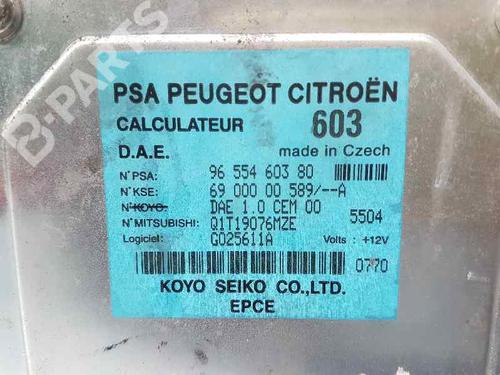 PSA PEUGEOT CITROËN
CALCULATEUR 603
D.A.E. made in Czech
N°PSA: 96 554 603 80
N°KSE: 69 000 00 589/--A
N°KOYO: DAE 1.0 CEM 00 5504
N°MITSUBISHI: Q1T19076MZE
Logiciel: G025611A Volts : +12V
0770
KOYO SEIKO CO.,LTD.
EPCE
B-PARTS